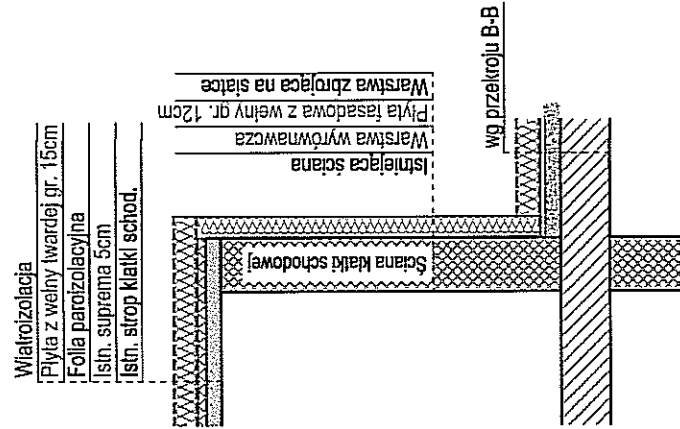 Wiatroizolacja
Płyta z wełny twardej gr. 15cm
Folia paroizolacyjna
Istn. suprema 5cm
Istn. strop klatki schod.
Istniejąca ściana
Warstwa wyrównawcza
Płyta fasadowa z wełny gr. 12cm
Warstwa zbrojąca na siatce
Ściana klatki schodowej
wg przekroju B-B